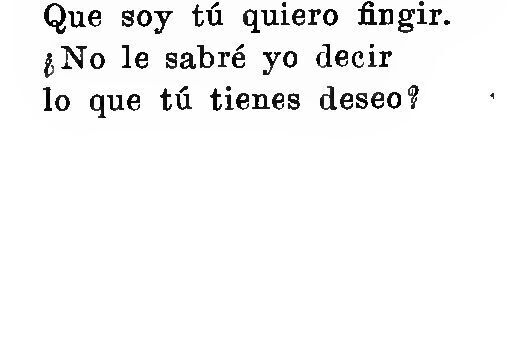 Que soy tú quiero fingir.
¿No le sabré yo decir
lo que tú tienes deseo?